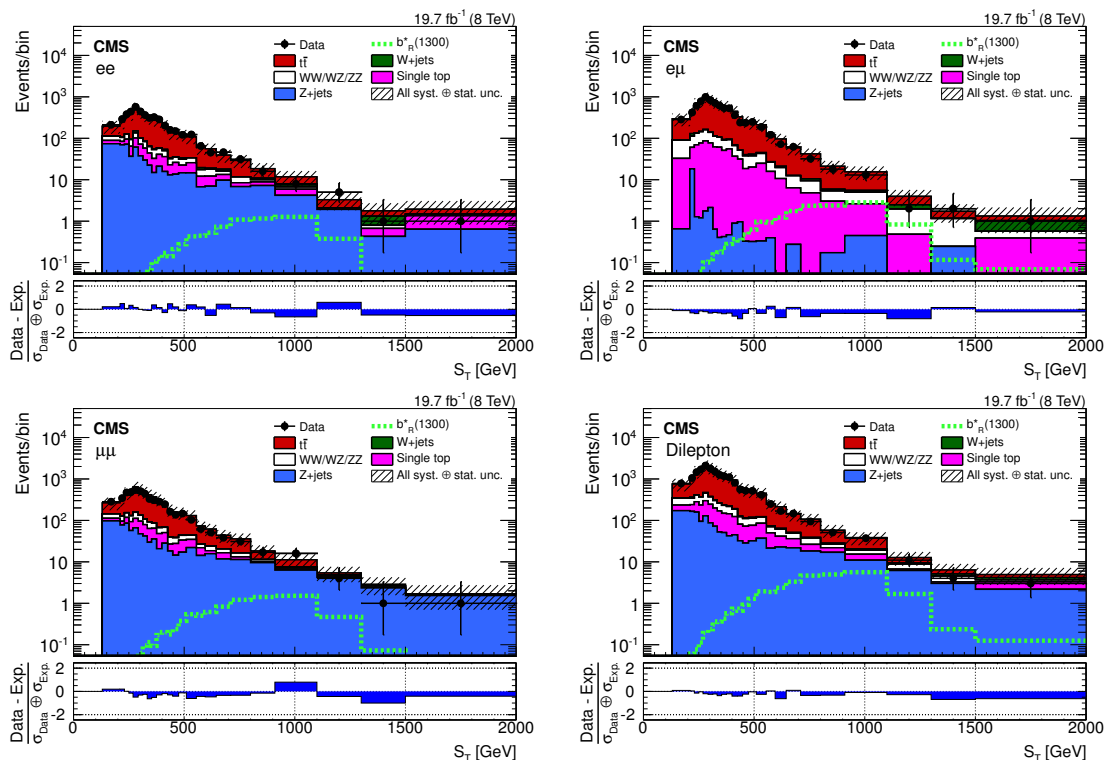 19.7 fb⁻¹ (8 TeV)
CMS
ee
Data
tt̄
WW/WZ/ZZ
Z+jets
b*R(1300)
W+jets
Single top
All syst. ⊕ stat. unc.
Events/bin
10⁴
10³
10²
10
1
10⁻¹
Data - Exp.
σData ⊕ σExp.
2
0
-2
500
1000
1500
2000
ST [GeV]
19.7 fb⁻¹ (8 TeV)
CMS
eμ
Data
tt̄
WW/WZ/ZZ
Z+jets
b*R(1300)
W+jets
Single top
All syst. ⊕ stat. unc.
Events/bin
10⁴
10³
10²
10
1
10⁻¹
Data - Exp.
σData ⊕ σExp.
2
0
-2
500
1000
1500
2000
ST [GeV]
19.7 fb⁻¹ (8 TeV)
CMS
μμ
Data
tt̄
WW/WZ/ZZ
Z+jets
b*R(1300)
W+jets
Single top
All syst. ⊕ stat. unc.
Events/bin
10⁴
10³
10²
10
1
10⁻¹
Data - Exp.
σData ⊕ σExp.
2
0
-2
500
1000
1500
2000
ST [GeV]
19.7 fb⁻¹ (8 TeV)
CMS
Dilepton
Data
tt̄
WW/WZ/ZZ
Z+jets
b*R(1300)
W+jets
Single top
All syst. ⊕ stat. unc.
Events/bin
10⁴
10³
10²
10
1
10⁻¹
Data - Exp.
σData ⊕ σExp.
2
0
-2
500
1000
1500
2000
ST [GeV]